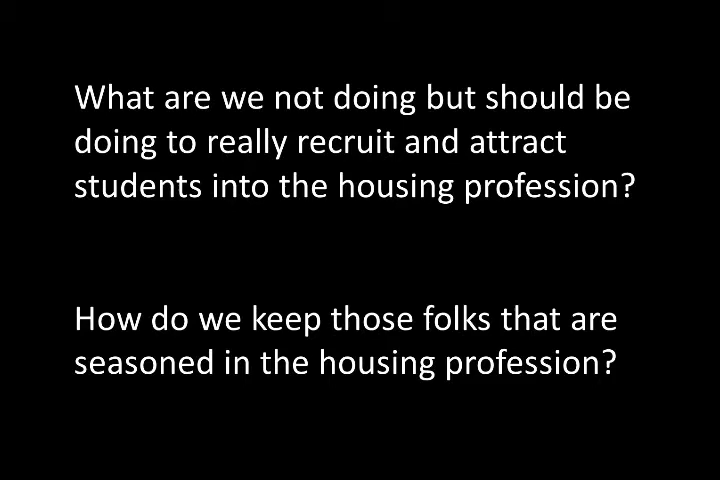 What are we not doing but should be
doing to really recruit and attract
students into the housing profession?
How do we keep those folks that are
seasoned in the housing profession?